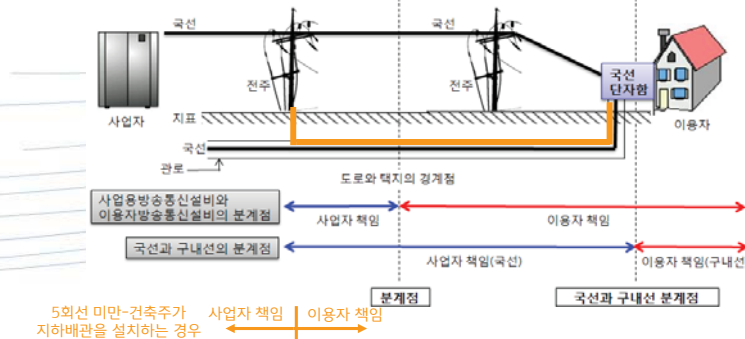 국선
국선
전주
전주
국선
단자함
사업자
지표
이용자
국선
관로
도로와 택지의 경계점
사업용방송통신설비와
이용자방송통신설비의 분계점
사업자 책임
이용자 책임
국선과 구내선의 분계점
사업자 책임(국선)
이용자 책임(구내선
분계점
국선과 구내선 분계점
5회선 미만-건축주가
지하배관을 설치하는 경우
사업자 책임
이용자 책임